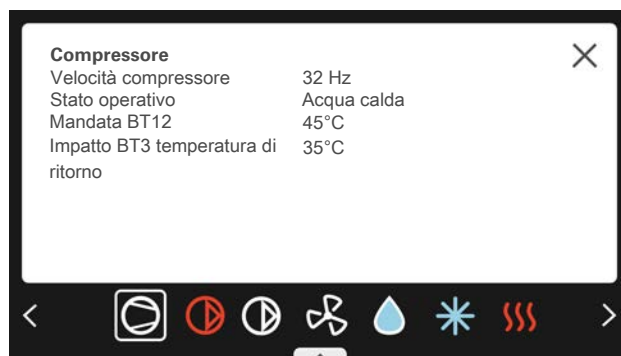 Compressore
Velocità compressore 32 Hz
Stato operativo Acqua calda
Mandata BT12 45°C
Impatto BT3 temperatura di 35°C
ritorno